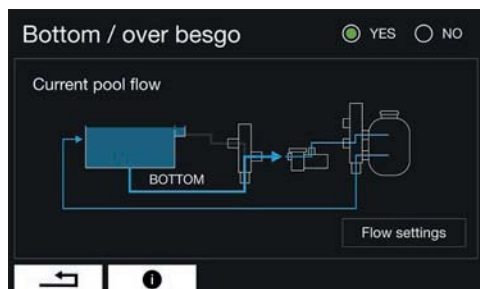 Bottom / over besgo
YES NO
Current pool flow
BOTTOM
Flow settings